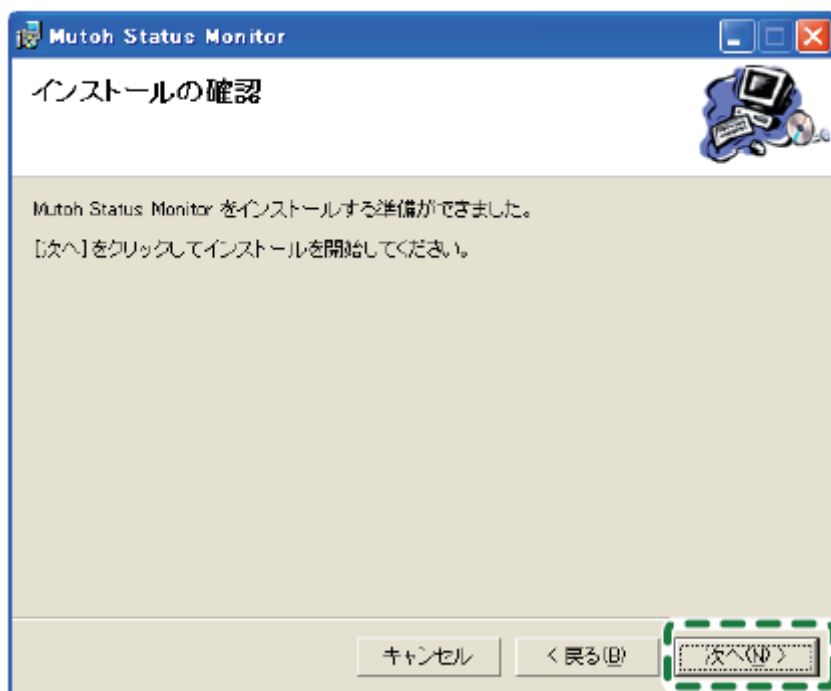 Mutoh Status Monitor
インストールの確認
Mutoh Status Monitor をインストールする準備ができました。
[次へ] をクリックしてインストールを開始してください。
キャンセル
< 戻る(B)
次へ(N) >